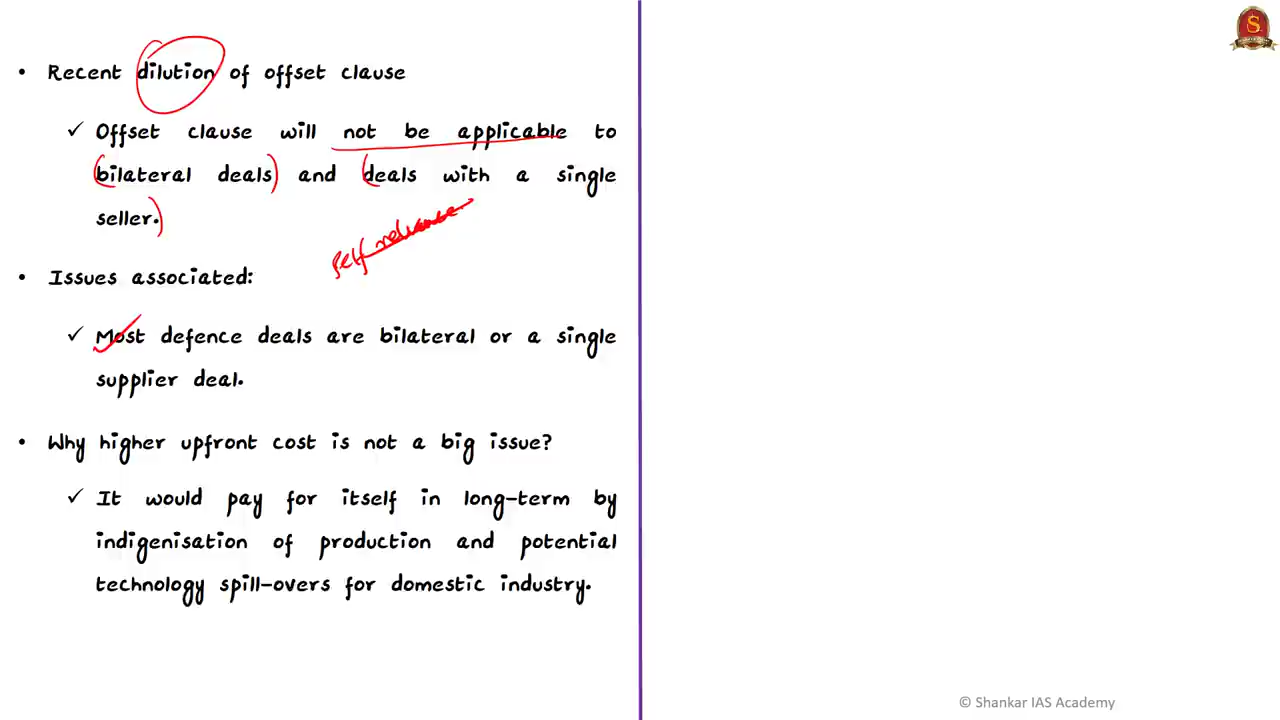 • Recent dilution of offset clause
✓ Offset clause will not be applicable to
bilateral deals and deals with a single
seller.
self reliance
• Issues associated:
✓ Most defence deals are bilateral or a single
supplier deal.
• Why higher upfront cost is not a big issue?
✓ It would pay for itself in long-term by
indigenisation of production and potential
technology spill-overs for domestic industry.
© Shankar IAS Academy